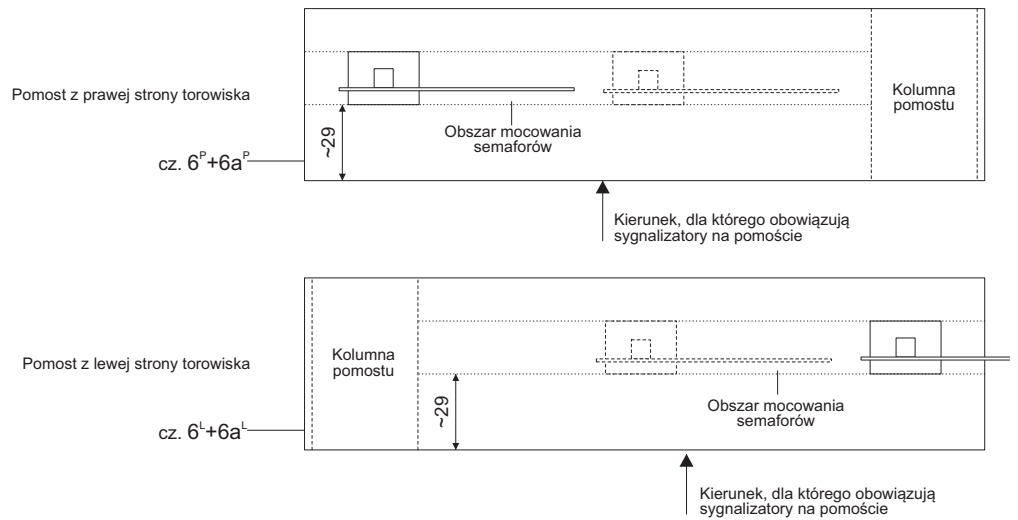 Pomost z prawej strony torowiska
Kolumna
pomostu
Obszar mocowania
semaforów
~29
cz. 6ᴾ+6aᴾ
Kierunek, dla którego obowiązują
sygnalizatory na pomoście
Pomost z lewej strony torowiska
Kolumna
pomostu
~29
Obszar mocowania
semaforów
cz. 6ᴸ+6aᴸ
Kierunek, dla którego obowiązują
sygnalizatory na pomoście